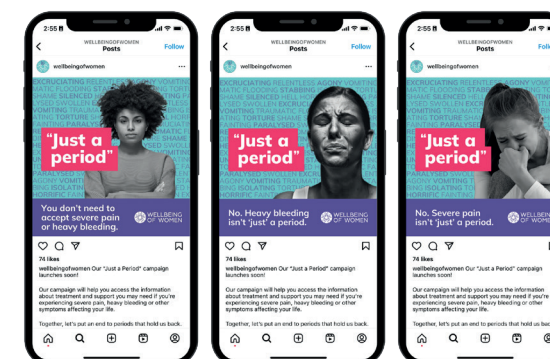 2:55
WELLBEINGOFWOMEN
Posts
Follow
wellbeingofwomen
"Just a
period"
You don't need to
accept severe pain
or heavy bleeding.
WELLBEING
OF WOMEN
74 likes
wellbeingofwomen Our "Just a Period" campaign
launches soon!
Our campaign will help you access the information
about treatment and support you may need if you're
experiencing severe pain, heavy bleeding or other
symptoms affecting your life.
Together, let's put an end to periods that hold us back.
2:55
WELLBEINGOFWOMEN
Posts
Follow
wellbeingofwomen
"Just a
period"
No. Heavy bleeding
isn't 'just' a period.
WELLBEING
OF WOMEN
74 likes
wellbeingofwomen Our "Just a Period" campaign
launches soon!
Our campaign will help you access the information
about treatment and support you may need if you're
experiencing severe pain, heavy bleeding or other
symptoms affecting your life.
Together, let's put an end to periods that hold us back.
2:55
WELLBEINGOFWOMEN
Posts
wellbeingofwomen
"Just a
period"
No. Severe pain
isn't 'just' a period.
74 likes
wellbeingofwomen Our "Just a Period" campaign
launches soon!
Our campaign will help you access the information
about treatment and support you may need if you're
experiencing severe pain, heavy bleeding or other
symptoms affecting your life.
Together, let's put an end to periods that hold us